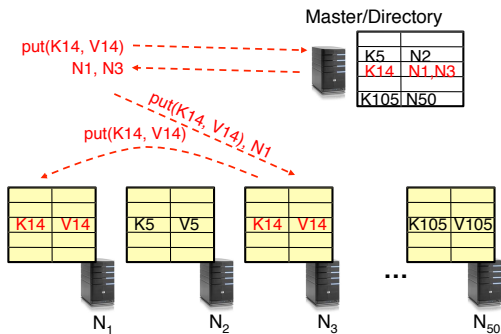 Master/Directory
put(K14, V14)
N1, N3
K5 N2
K14 N1,N3
K105 N50
put(K14, V14), N1
put(K14, V14)
K14 V14
K5 V5
K14 V14
K105 V105
...
N1
N2
N3
N50